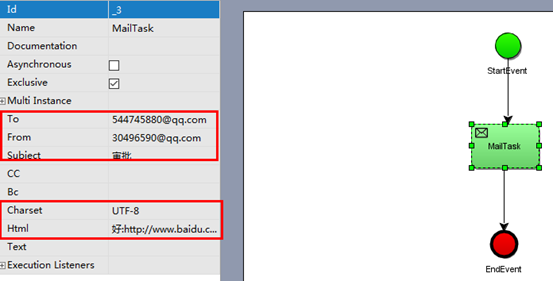 Id _3
Name MailTask
Documentation
Asynchronous
Exclusive
Multi Instance
To 544745880@qq.com
From 30496590@qq.com
Subject 审批
CC
Bc
Charset UTF-8
Html 好:http://www.baidu.c...
Text
Execution Listeners
StartEvent
MailTask
EndEvent